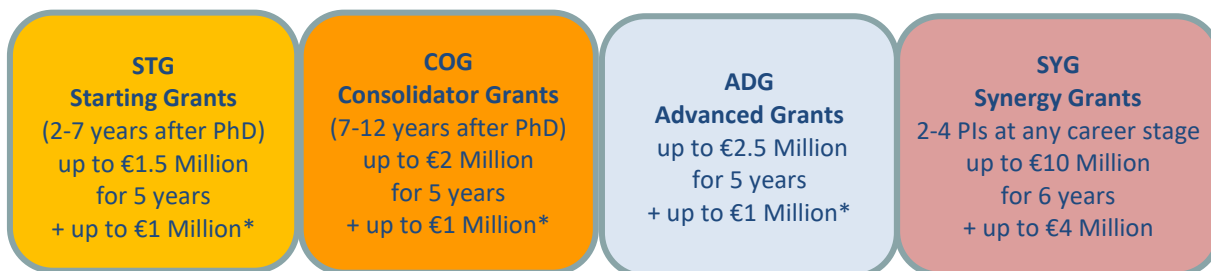 STG
Starting Grants
(2-7 years after PhD)
up to €1.5 Million
for 5 years
+ up to €1 Million*
COG
Consolidator Grants
(7-12 years after PhD)
up to €2 Million
for 5 years
+ up to €1 Million*
ADG
Advanced Grants
up to €2.5 Million
for 5 years
+ up to €1 Million*
SYG
Synergy Grants
2-4 PIs at any career stage
up to €10 Million
for 6 years
+ up to €4 Million